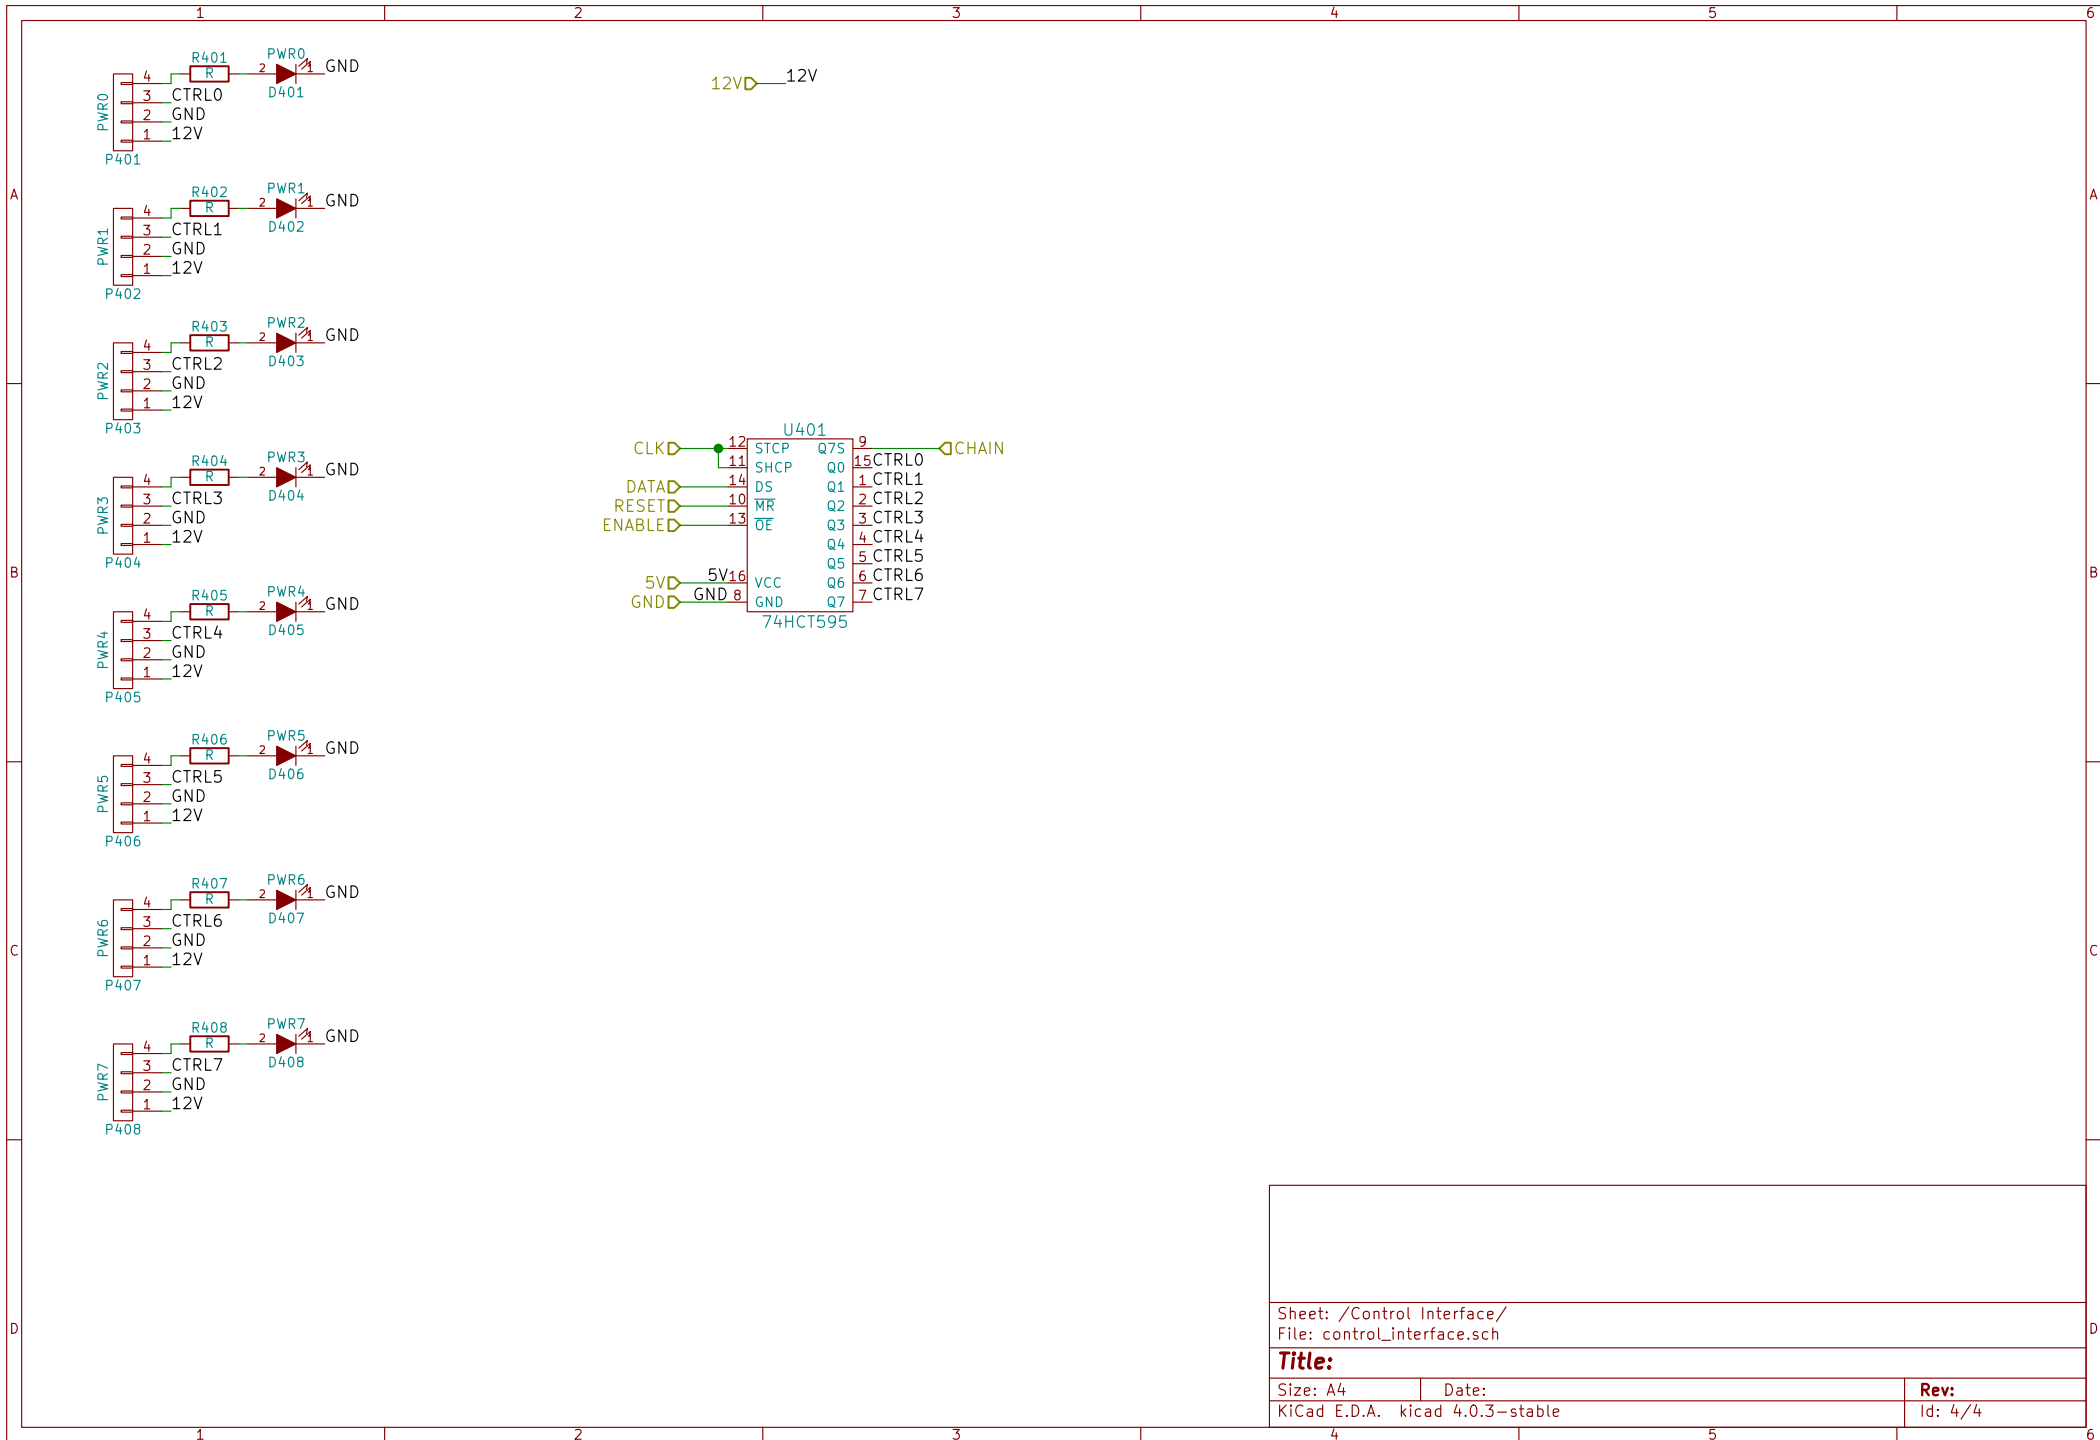 1 2 3 4 5 6
A A
B B
C C
D D
1 2 3 4 5 6
R401 PWR0
4 R 2 1 GND
D401
3 CTRL0
2 GND
1 12V
PWR0
P401
R402 PWR1
4 R 2 1 GND
D402
3 CTRL1
2 GND
1 12V
PWR1
P402
R403 PWR2
4 R 2 1 GND
D403
3 CTRL2
2 GND
1 12V
PWR2
P403
R404 PWR3
4 R 2 1 GND
D404
3 CTRL3
2 GND
1 12V
PWR3
P404
R405 PWR4
4 R 2 1 GND
D405
3 CTRL4
2 GND
1 12V
PWR4
P405
R406 PWR5
4 R 2 1 GND
D406
3 CTRL5
2 GND
1 12V
PWR5
P406
R407 PWR6
4 R 2 1 GND
D407
3 CTRL6
2 GND
1 12V
PWR6
P407
R408 PWR7
4 R 2 1 GND
D408
3 CTRL7
2 GND
1 12V
PWR7
P408
12V 12V
U401
CLK 12 STCP Q7S 9 CHAIN
11 SHCP Q0 15 CTRL0
DATA 14 DS Q1 1 CTRL1
RESET 10 MR Q2 2 CTRL2
ENABLE 13 OE Q3 3 CTRL3
Q4 4 CTRL4
Q5 5 CTRL5
5V 5V 16 VCC Q6 6 CTRL6
GND GND 8 GND Q7 7 CTRL7
74HCT595
Sheet: /Control Interface/
File: control_interface.sch
Title:
Size: A4 Date: Rev:
KiCad E.D.A. kicad 4.0.3-stable Id: 4/4